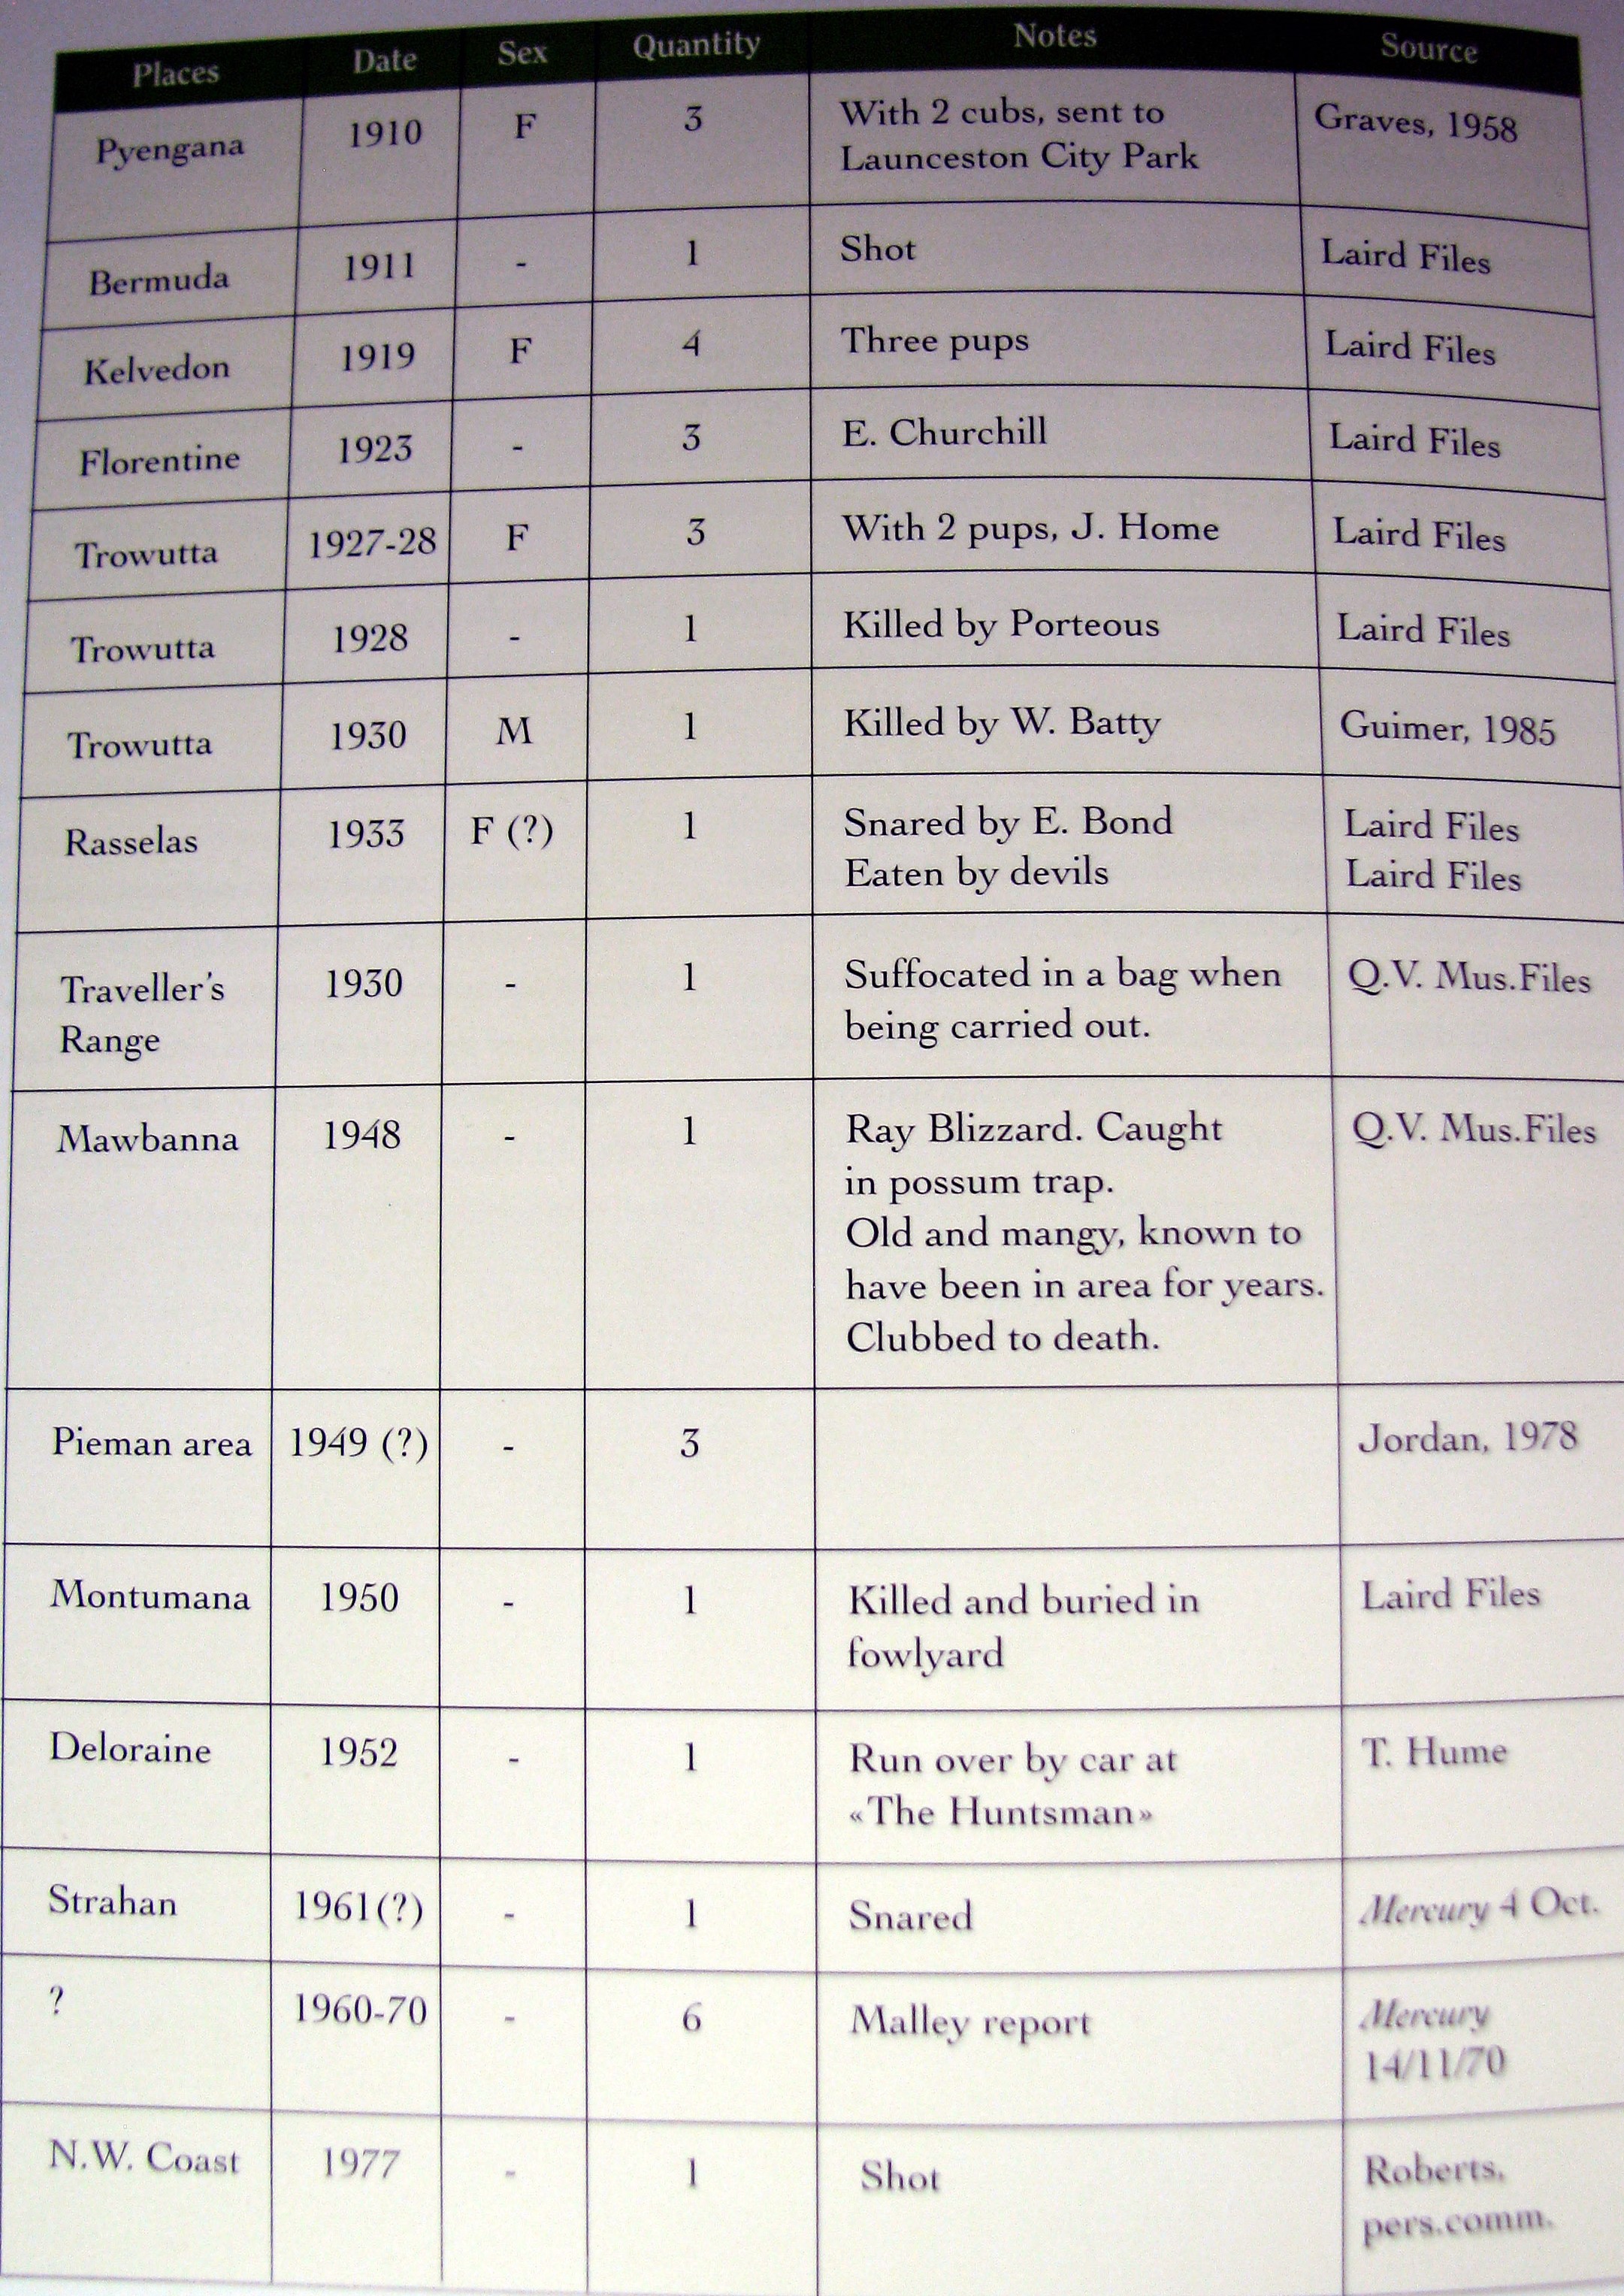 Places Date Sex Quantity Notes Source
Pyengana 1910 F 3 With 2 cubs, sent to Graves, 1958
Launceston City Park
Bermuda 1911 - 1 Shot Laird Files
Kelvedon 1919 F 4 Three pups Laird Files
Florentine 1923 - 3 E. Churchill Laird Files
Trowutta 1927-28 F 3 With 2 pups, J. Home Laird Files
Trowutta 1928 - 1 Killed by Porteous Laird Files
Trowutta 1930 M 1 Killed by W. Batty Guimer, 1985
Rasselas 1933 F (?) 1 Snared by E. Bond Laird Files
Eaten by devils Laird Files
Traveller's 1930 - 1 Suffocated in a bag when Q.V. Mus.Files
Range being carried out.
Mawbanna 1948 - 1 Ray Blizzard. Caught Q.V. Mus.Files
in possum trap.
Old and mangy, known to
have been in area for years.
Clubbed to death.
Pieman area 1949 (?) - 3 Jordan, 1978
Montumana 1950 - 1 Killed and buried in Laird Files
fowlyard
Deloraine 1952 - 1 Run over by car at T. Hume
«The Huntsman»
Strahan 1961(?) - 1 Snared Mercury 4 Oct.
? 1960-70 - 6 Malley report Mercury
14/11/70
N.W. Coast 1977 - 1 Shot Roberts,
pers.comm.